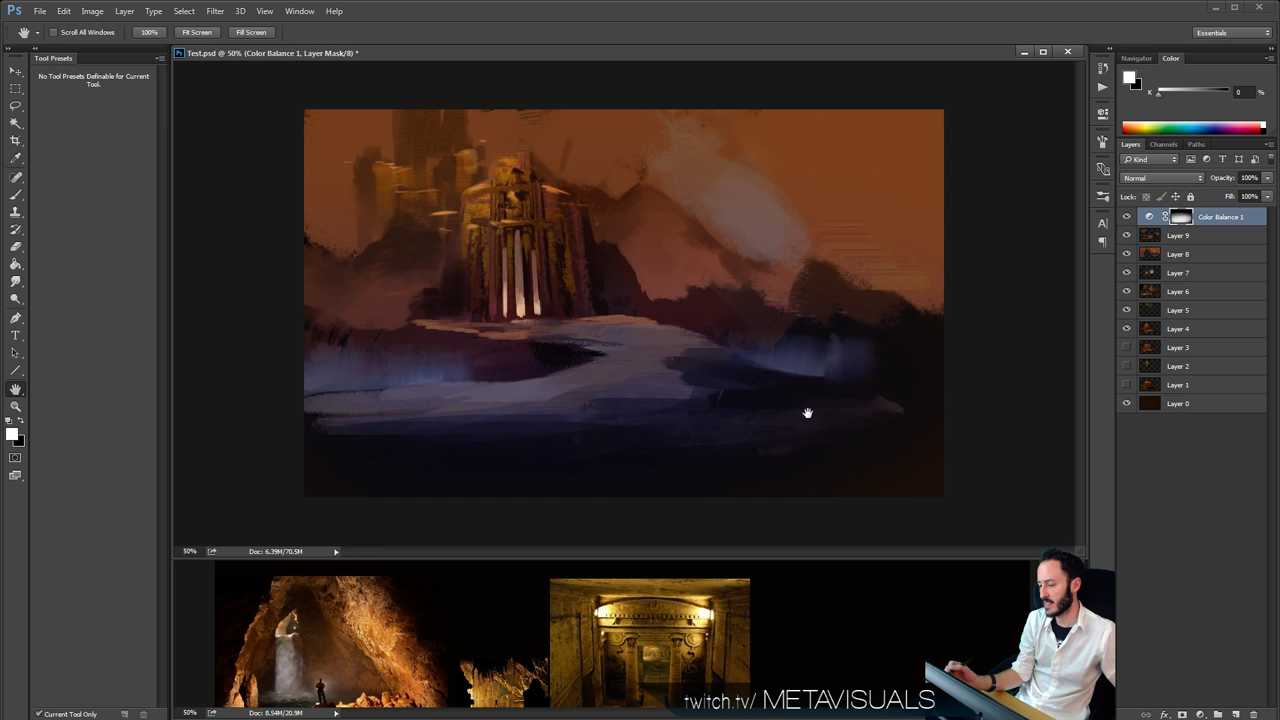 Ps File Edit Image Layer Type Select Filter 3D View Window Help
Scroll All Windows 100% Fit Screen Fill Screen Essentials
Tool Presets
No Tool Presets Definable for Current
Tool.
Ps Test.psd @ 50% (Color Balance 1, Layer Mask/8) *
Navigator Color
K 0 %
Layers Channels Paths
Kind T
Normal Opacity: 100%
Lock: Fill: 100%
Color Balance 1
Layer 9
Layer 8
Layer 7
Layer 6
Layer 5
Layer 4
Layer 3
Layer 2
Layer 1
Layer 0
A
T
50% Doc: 6.39M/70.5M
twitch.tv/ METAVISUALS
Current Tool Only
50% Doc: 8.54M/20.9M
fx